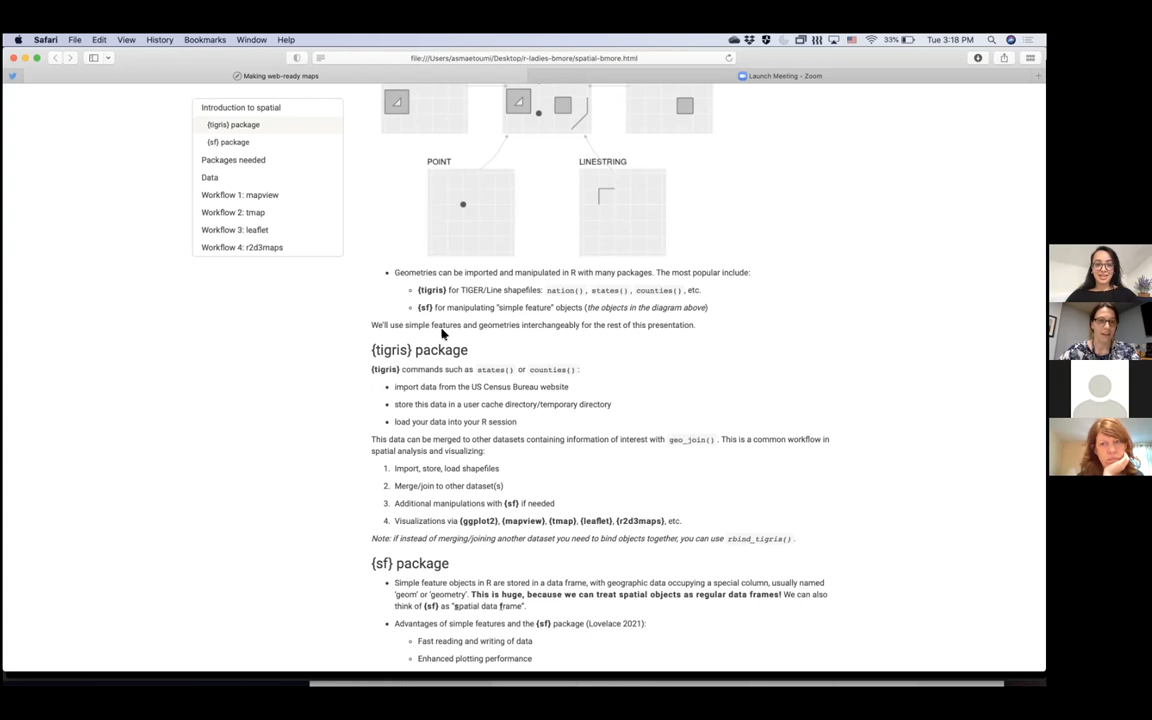 Safari File Edit View History Bookmarks Window Help
33% Tue 3:18 PM
file:///Users/asmaetoumi/Desktop/r-ladies-bmore/spatial-bmore.html
Making web-ready maps
Launch Meeting - Zoom
Introduction to spatial
{tigris} package
{sf} package
Packages needed
Data
Workflow 1: mapview
Workflow 2: tmap
Workflow 3: leaflet
Workflow 4: r2d3maps
POINT
LINESTRING
• Geometries can be imported and manipulated in R with many packages. The most popular include:
{tigris} for TIGER/Line shapefiles: nation(), states(), counties(), etc.
{sf} for manipulating "simple feature" objects (the objects in the diagram above)
We'll use simple features and geometries interchangeably for the rest of this presentation.
{tigris} package
{tigris} commands such as states() or counties():
• import data from the US Census Bureau website
• store this data in a user cache directory/temporary directory
• load your data into your R session
This data can be merged to other datasets containing information of interest with geo_join(). This is a common workflow in
spatial analysis and visualizing:
1. Import, store, load shapefiles
2. Merge/join to other dataset(s)
3. Additional manipulations with {sf} if needed
4. Visualizations via {ggplot2}, {mapview}, {tmap}, {leaflet}, {r2d3maps}, etc.
Note: if instead of merging/joining another dataset you need to bind objects together, you can use rbind_tigris().
{sf} package
• Simple feature objects in R are stored in a data frame, with geographic data occupying a special column, usually named
'geom' or 'geometry'. This is huge, because we can treat spatial objects as regular data frames! We can also
think of {sf} as "spatial data frame".
• Advantages of simple features and the {sf} package (Lovelace 2021):
Fast reading and writing of data
Enhanced plotting performance